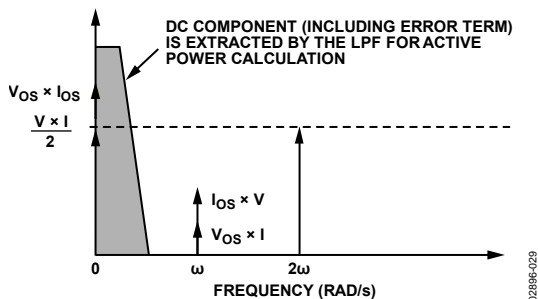 DC COMPONENT (INCLUDING ERROR TERM)
IS EXTRACTED BY THE LPF FOR ACTIVE
POWER CALCULATION
VOS × IOS
V × I
2
IOS × V
VOS × I
0
ω
2ω
FREQUENCY (RAD/s)
02896-029